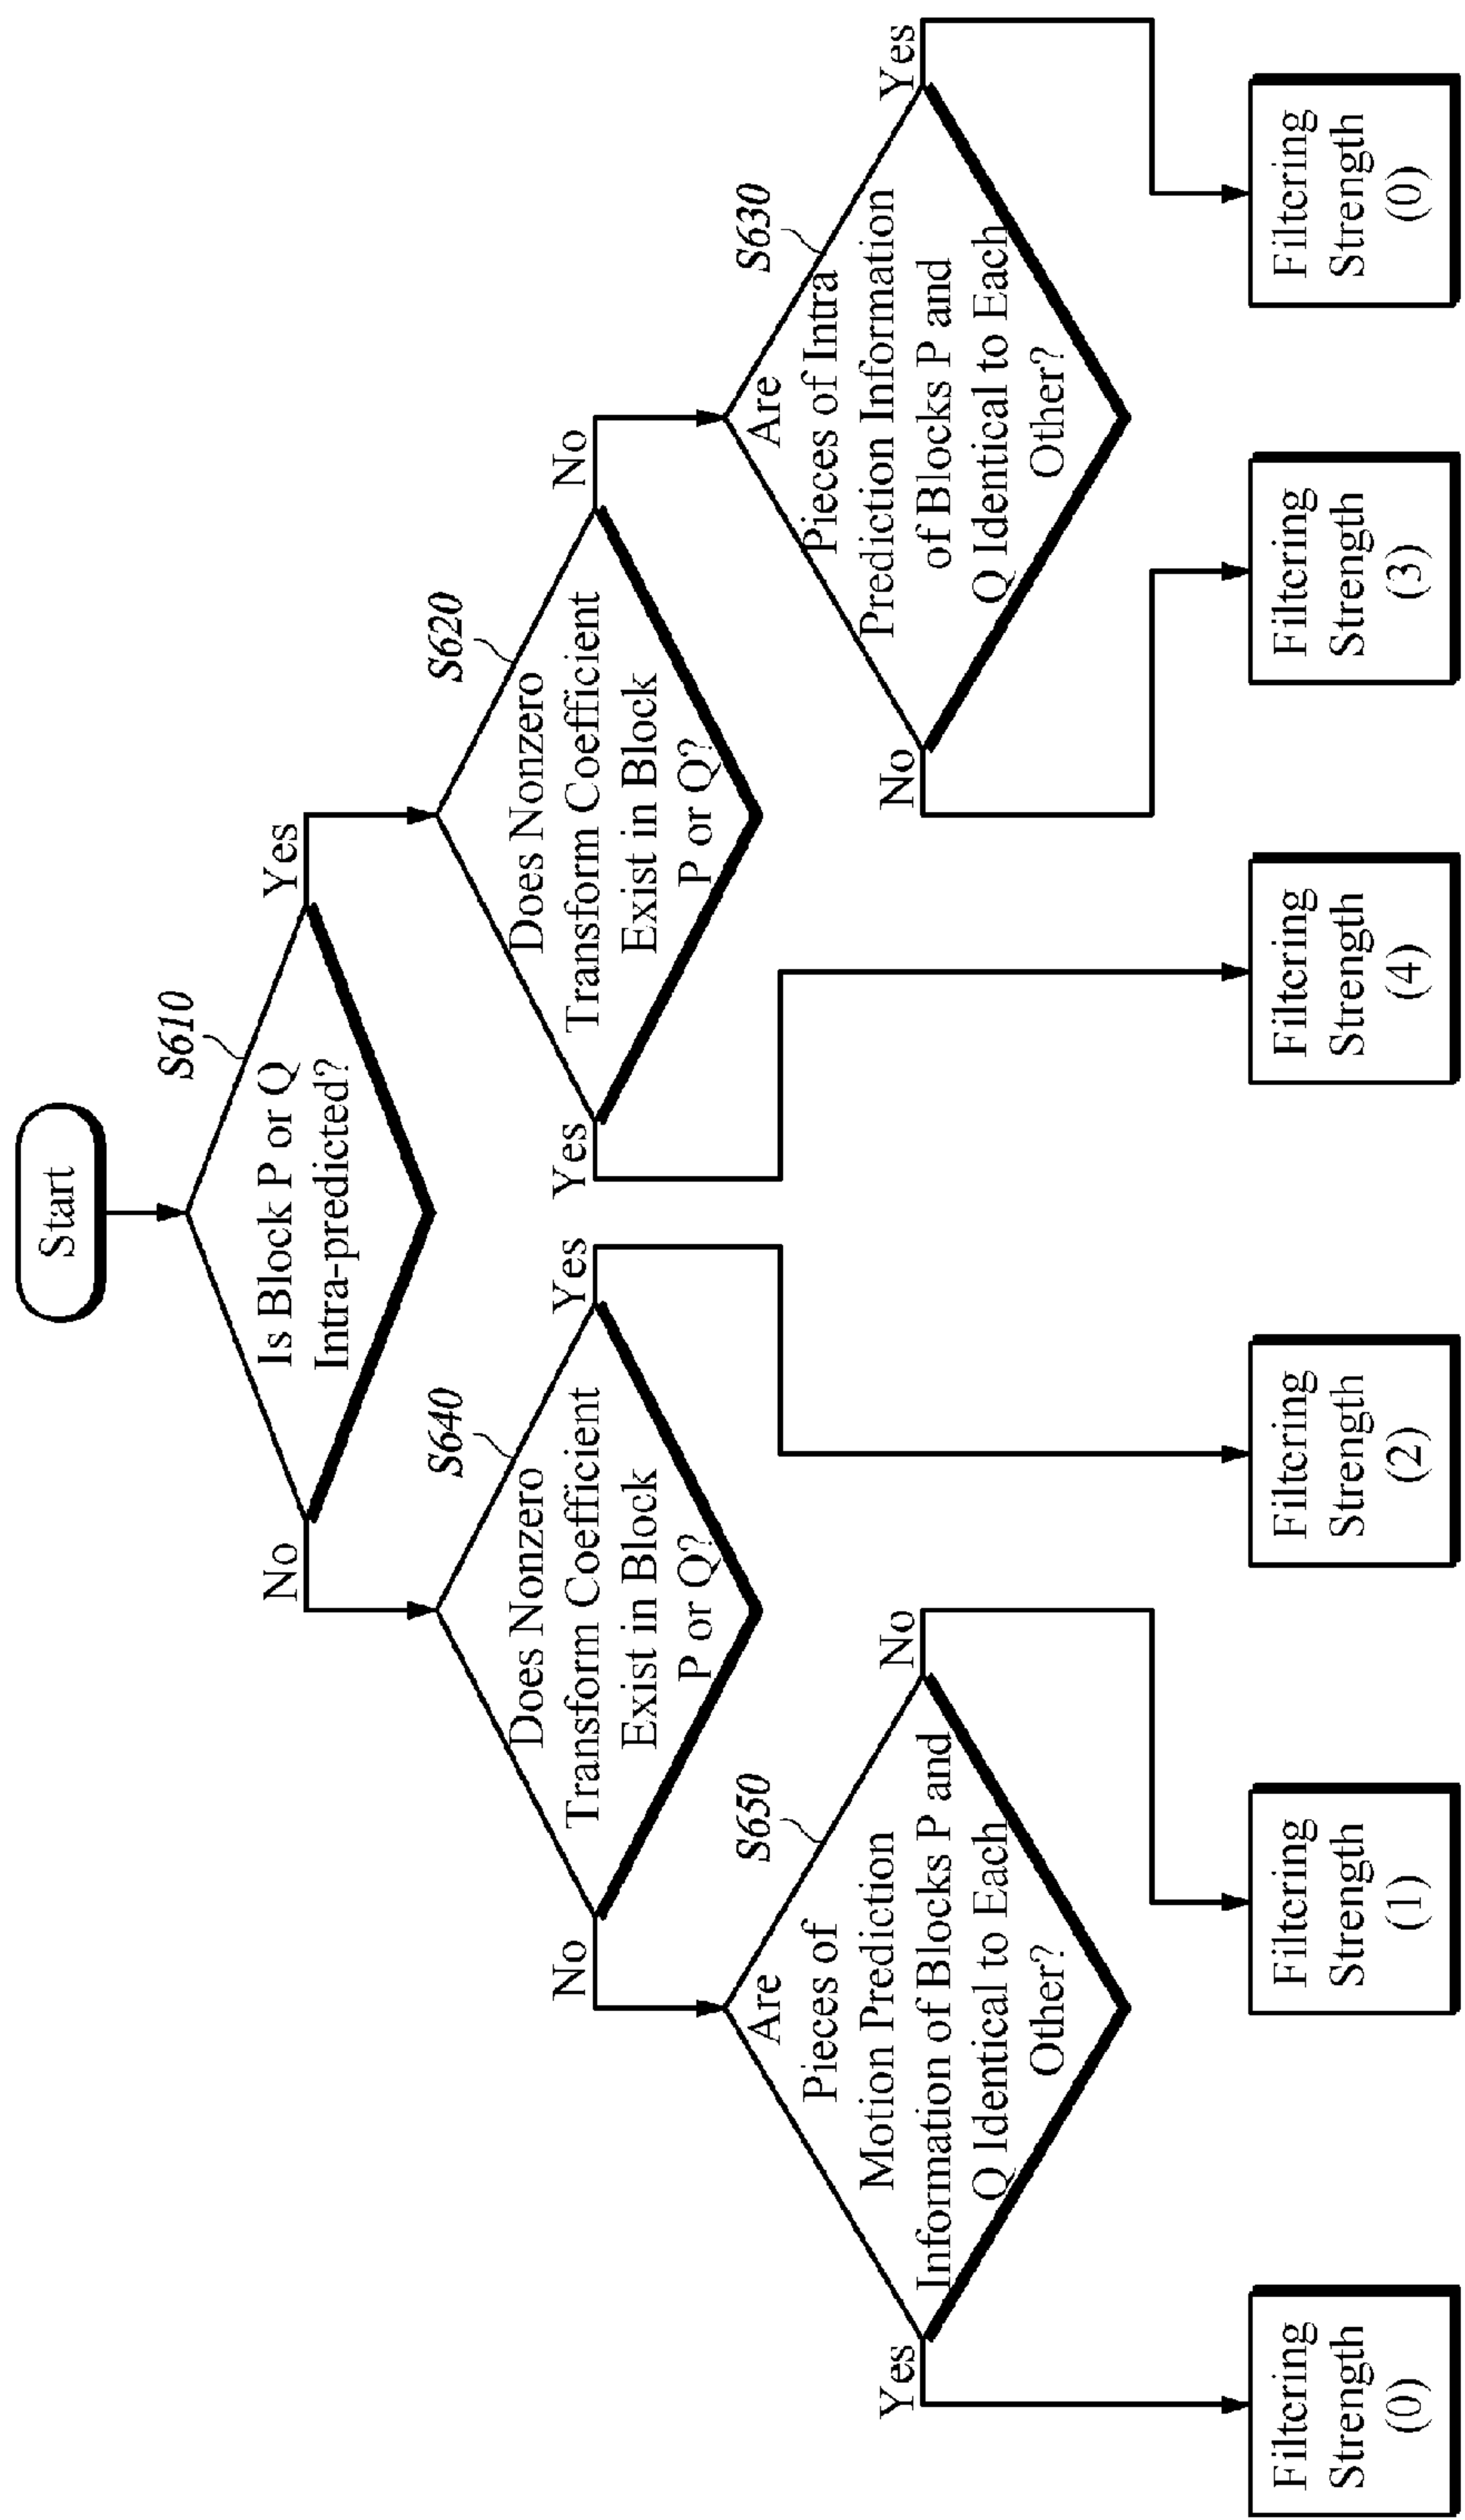 Start
S610
Is Block P or Q
Intra-predicted?
No
Yes
S640
Does Nonzero
Transform Coefficient
Exist in Block
P or Q?
No
Yes
S620
Does Nonzero
Transform Coefficient
Exist in Block
P or Q?
Yes
No
S650
Are
Pieces of
Motion Prediction
Information of Blocks P and
Q Identical to Each
Other?
Yes
No
S630
Are
Pieces of Intra
Prediction Information
of Blocks P and
Q Identical to Each
Other?
No
Yes
Filtering
Strength
(0)
Filtering
Strength
(1)
Filtering
Strength
(2)
Filtering
Strength
(4)
Filtering
Strength
(3)
Filtering
Strength
(0)